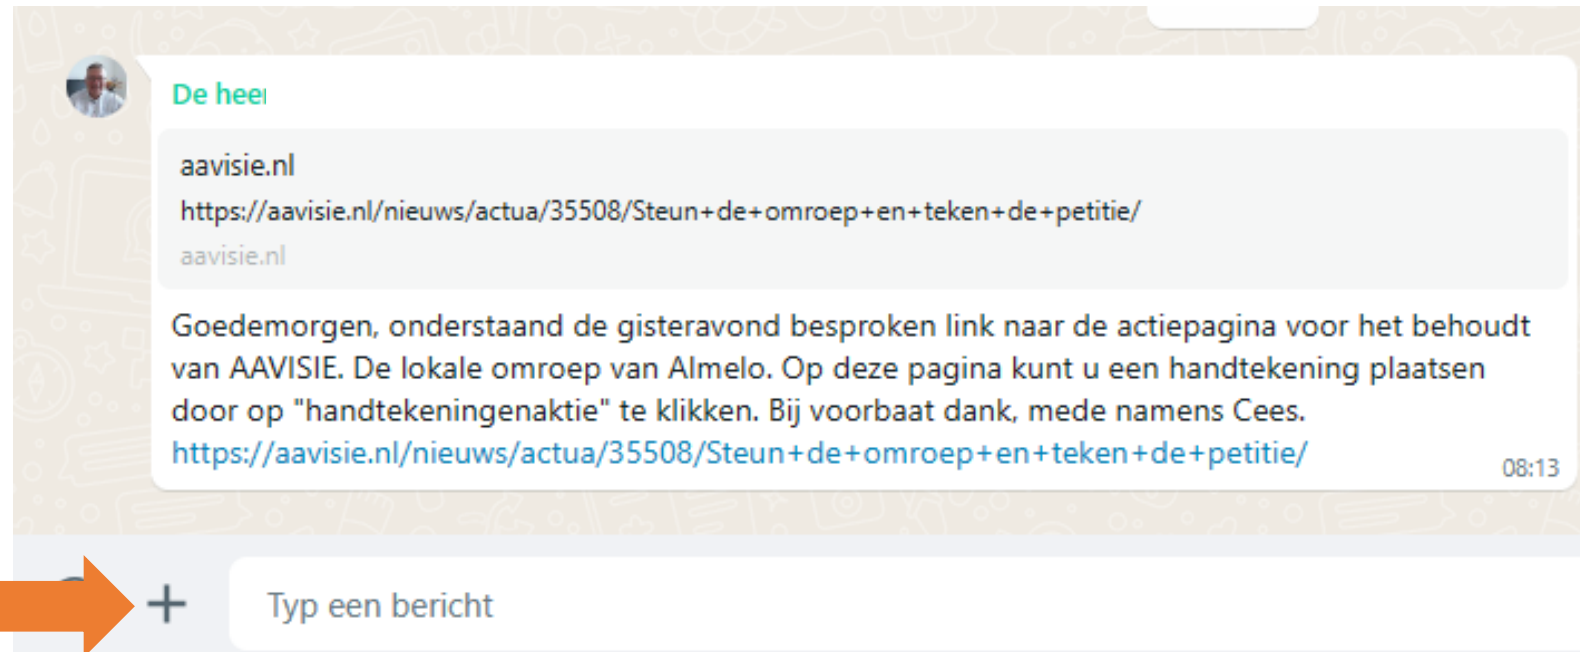 De heer
aavisie.nl
https://aavisie.nl/nieuws/actua/35508/Steun+de+omroep+en+teken+de+petitie/
aavisie.nl
Goedemorgen, onderstaand de gisteravond besproken link naar de actiepagina voor het behoudt
van AAVISIE. De lokale omroep van Almelo. Op deze pagina kunt u een handtekening plaatsen
door op "handtekeningenaktie" te klikken. Bij voorbaat dank, mede namens Cees.
https://aavisie.nl/nieuws/actua/35508/Steun+de+omroep+en+teken+de+petitie/
08:13
Typ een bericht